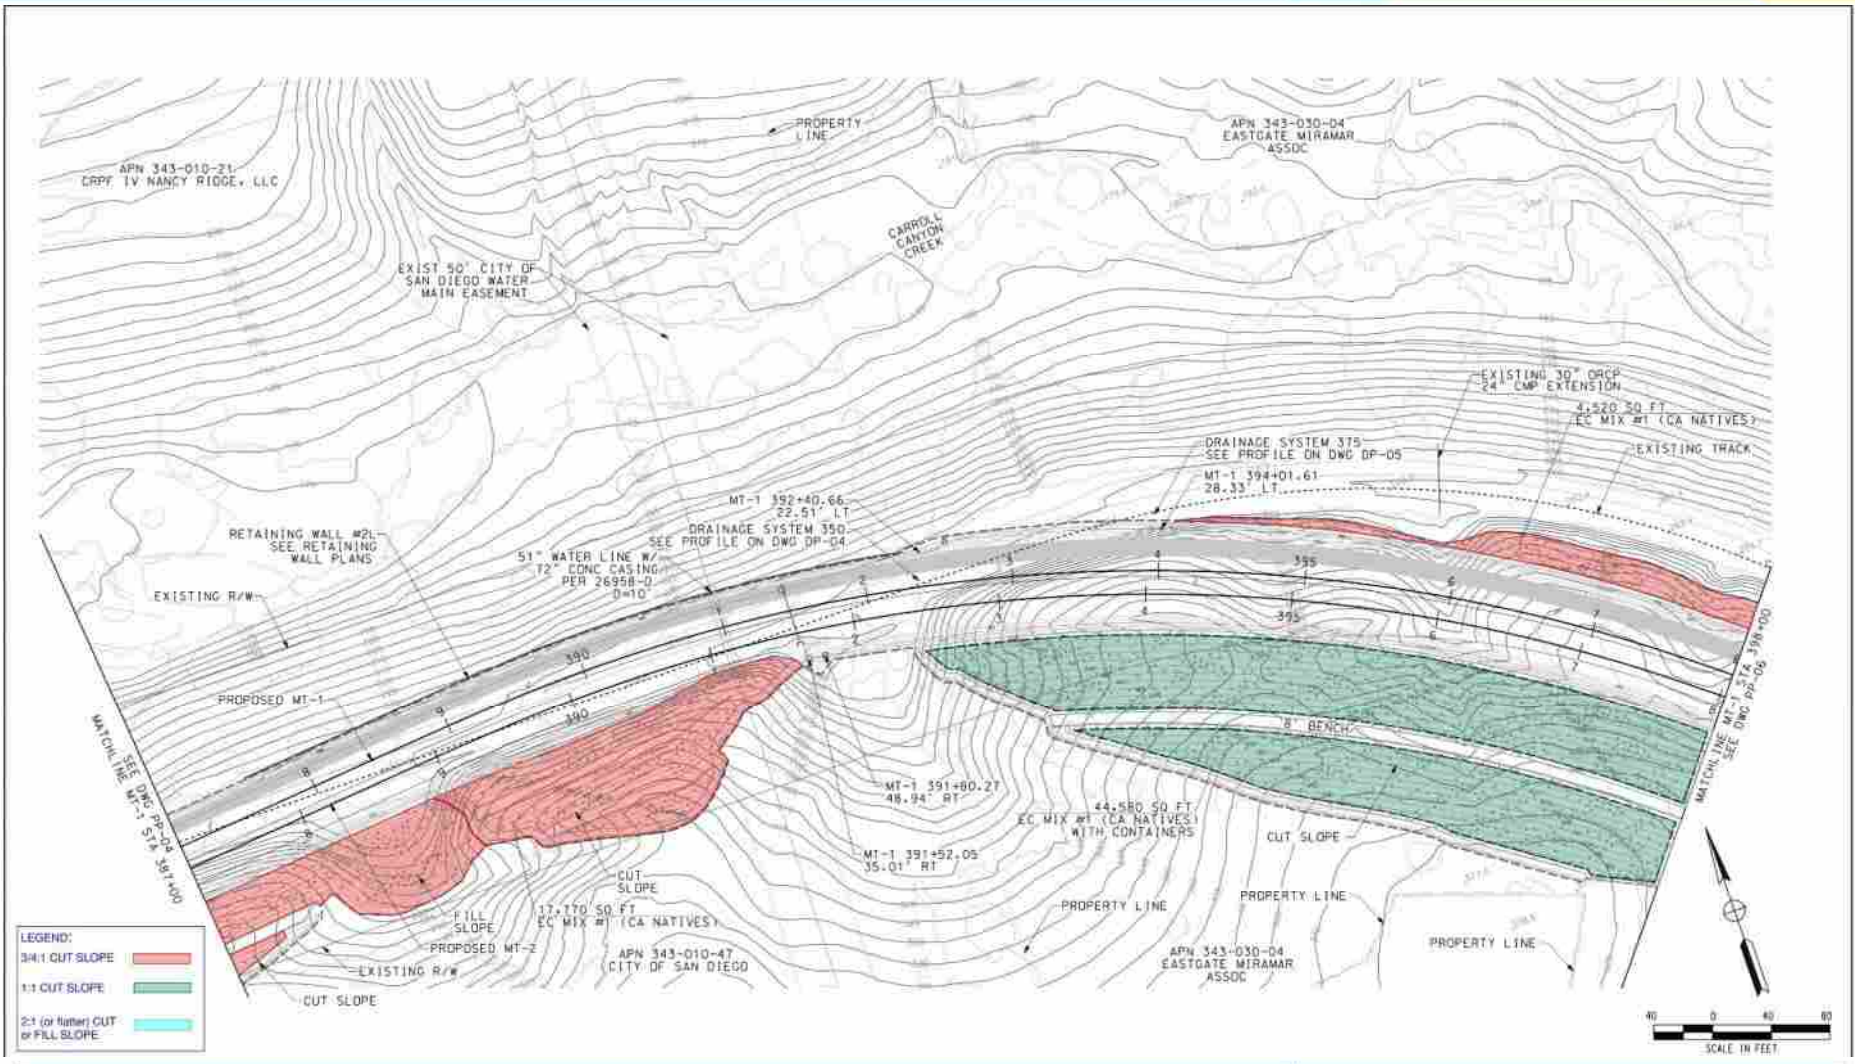 PROPERTY
LINE
APN 343-030-04
EASTGATE MIRAMAR
ASSOC
APN 343-010-21
CRPF IV NANCY RIDGE, LLC
CARROLL
CANYON
CREEK
EXIST 50' CITY OF
SAN DIEGO WATER
MAIN EASEMENT
EXISTING 30" ORCP
24" CMP EXTENSION
4,520 SQ FT
EC MIX #1 (CA NATIVES)
EXISTING TRACK
DRAINAGE SYSTEM 375
SEE PROFILE ON DWG DP-05
MT-1 394+01.61
28.33' LT
MT-1 392+40.66
22.51' LT
DRAINAGE SYSTEM 350
SEE PROFILE ON DWG DP-04
RETAINING WALL #2L
SEE RETAINING
WALL PLANS
51" WATER LINE W/
72" CONC CASING
PER 26958-D
D=10'
EXISTING R/W
PROPOSED MT-1
390
390
395
395
8' BENCH
MATCHLINE MT-1 STA 387+00
SEE DWG PP-04
MATCHLINE MT-1 STA 398+00
SEE DWG PP-06
MT-1 391+80.27
48.94' RT
44,580 SQ FT
EC MIX #1 (CA NATIVES)
WITH CONTAINERS
CUT SLOPE
MT-1 391+52.05
35.01' RT
CUT
SLOPE
17,770 SQ FT
EC MIX #1 (CA NATIVES)
FILL
SLOPE
PROPOSED MT-2
PROPERTY LINE
PROPERTY LINE
PROPERTY LINE
APN 343-010-47
CITY OF SAN DIEGO
APN 343-030-04
EASTGATE MIRAMAR
ASSOC
EXISTING R/W
CUT SLOPE
LEGEND:
3/4:1 CUT SLOPE
1:1 CUT SLOPE
2:1 (or flatter) CUT
or FILL SLOPE
40 0 40 80
SCALE IN FEET